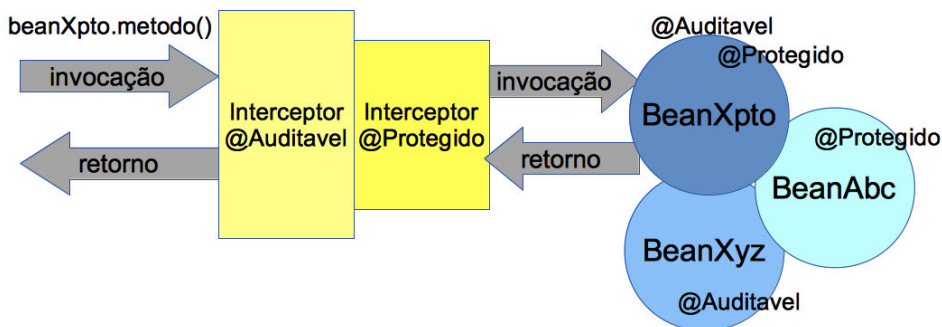 beanXpto.metodo()
invocação
retorno
Interceptor
@Auditavel
Interceptor
@Protegido
invocação
retorno
@Auditavel
@Protegido
BeanXpto
@Protegido
BeanAbc
BeanXyz
@Auditavel